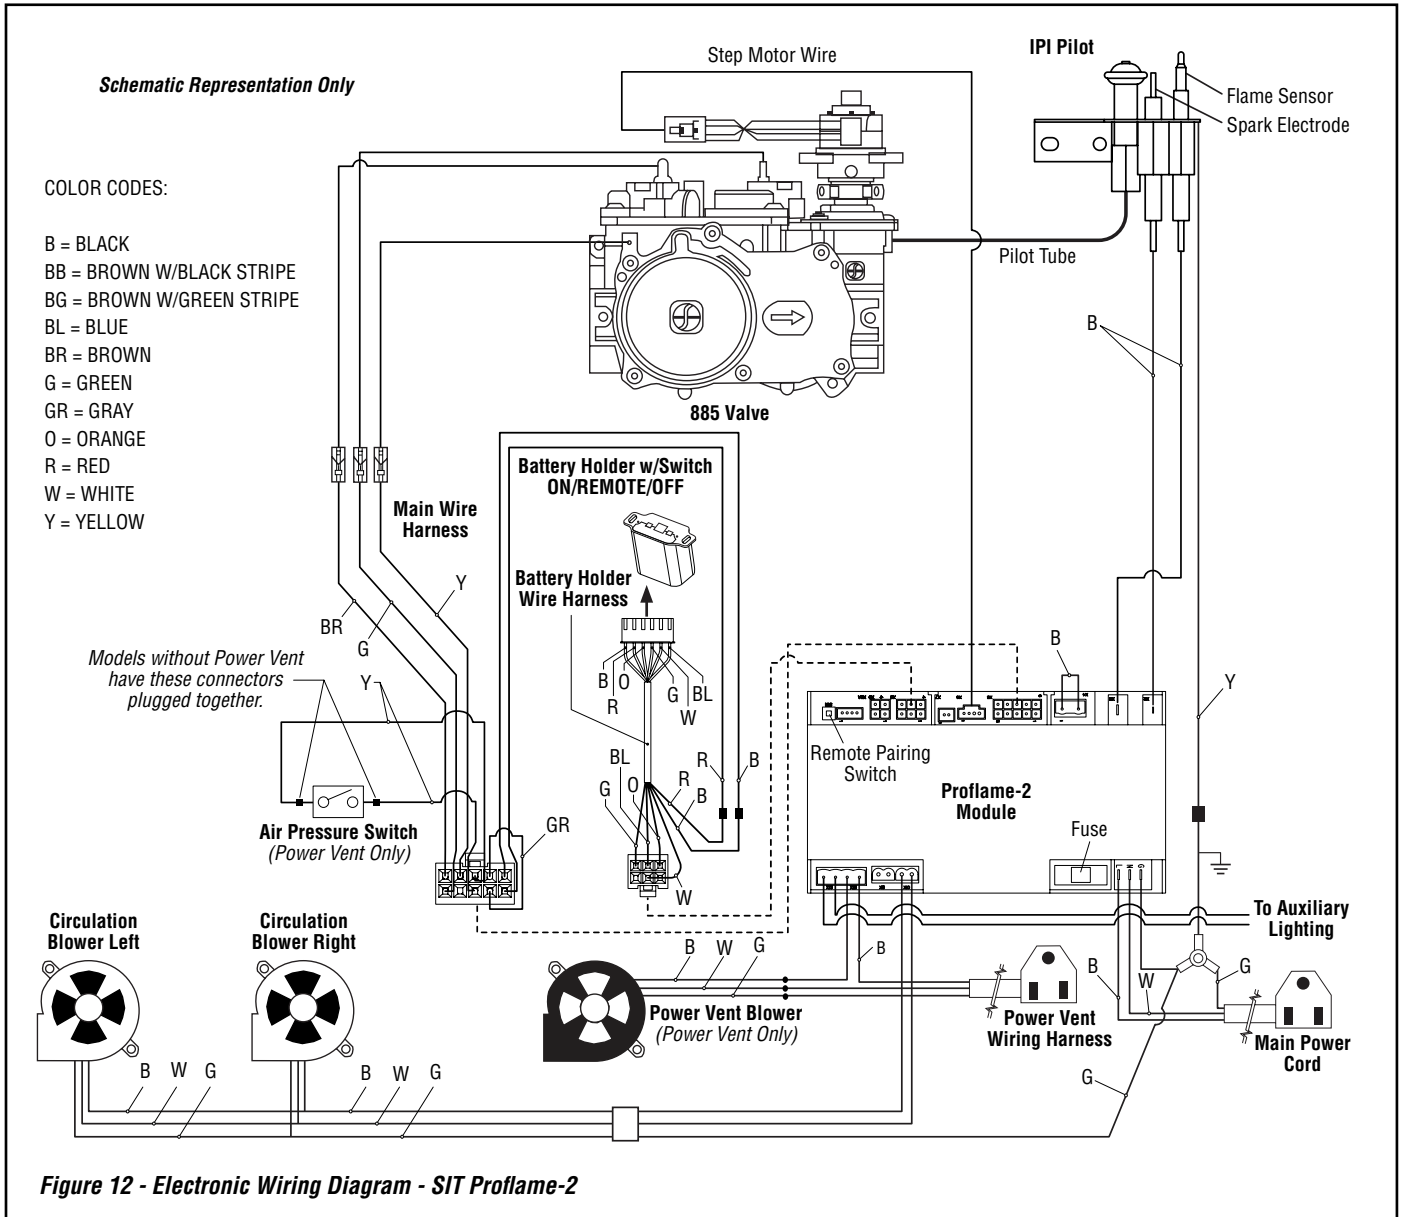 Step Motor Wire
IPI Pilot
Schematic Representation Only
Flame Sensor
Spark Electrode
COLOR CODES:
B = BLACK
BB = BROWN W/BLACK STRIPE
BG = BROWN W/GREEN STRIPE
BL = BLUE
BR = BROWN
G = GREEN
GR = GRAY
O = ORANGE
R = RED
W = WHITE
Y = YELLOW
Pilot Tube
B
885 Valve
Battery Holder w/Switch
ON/REMOTE/OFF
Main Wire
Harness
Battery Holder
Wire Harness
Y
BR
G
Models without Power Vent
have these connectors
plugged together.
Y
B
R
O
G
W
BL
B
Y
Remote Pairing
Switch
Proflame-2
Module
Fuse
L
N
G
BL
G
O
R
B
R
B
W
GR
Air Pressure Switch
(Power Vent Only)
Circulation
Blower Left
Circulation
Blower Right
B
W
G
B
Power Vent Blower
(Power Vent Only)
Power Vent
Wiring Harness
To Auxiliary
Lighting
B
W
G
Main Power
Cord
G
B
W
G
B
W
G
Figure 12 - Electronic Wiring Diagram - SIT Proflame-2